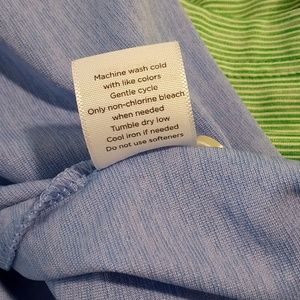 Machine wash cold
with like colors
Gentle cycle
Only non-chlorine bleach
when needed
Tumble dry low
Cool iron if needed
Do not use softeners